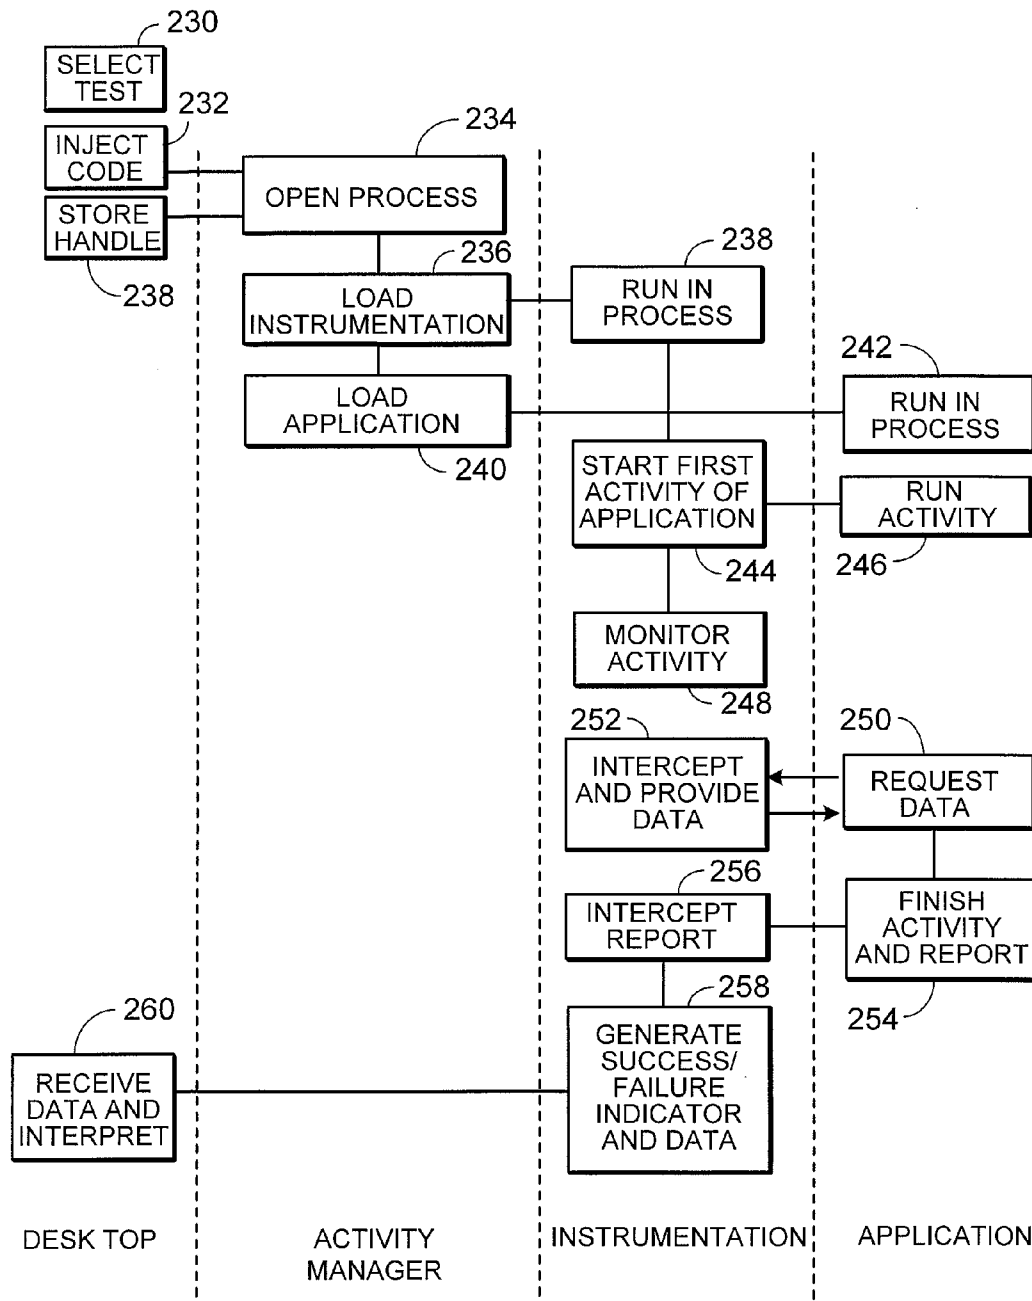 230
SELECT
TEST
232
INJECT
CODE
234
OPEN PROCESS
STORE
HANDLE
238
236
LOAD
INSTRUMENTATION
238
RUN IN
PROCESS
LOAD
APPLICATION
240
242
RUN IN
PROCESS
START FIRST
ACTIVITY OF
APPLICATION
244
RUN
ACTIVITY
246
MONITOR
ACTIVITY
248
252
INTERCEPT
AND PROVIDE
DATA
250
REQUEST
DATA
256
INTERCEPT
REPORT
FINISH
ACTIVITY
AND REPORT
254
258
GENERATE
SUCCESS/
FAILURE
INDICATOR
AND DATA
260
RECEIVE
DATA AND
INTERPRET
DESK TOP
ACTIVITY
MANAGER
INSTRUMENTATION
APPLICATION